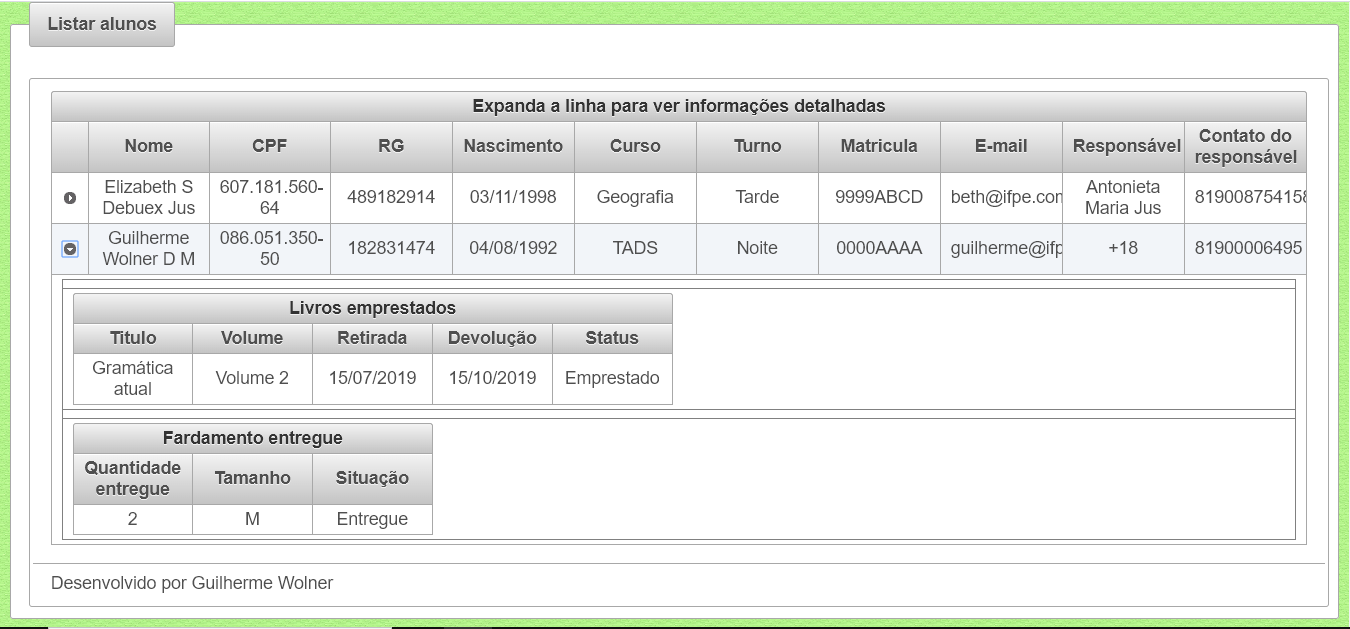 Listar alunos
Expanda a linha para ver informações detalhadas
Nome CPF RG Nascimento Curso Turno Matricula E-mail Responsável Contato do responsável
Elizabeth S Debuex Jus 607.181.560-64 489182914 03/11/1998 Geografia Tarde 9999ABCD beth@ifpe.com Antonieta Maria Jus 819008754158
Guilherme Wolner D M 086.051.350-50 182831474 04/08/1992 TADS Noite 0000AAAA guilherme@ifp +18 81900006495
Livros emprestados
Titulo Volume Retirada Devolução Status
Gramática atual Volume 2 15/07/2019 15/10/2019 Emprestado
Fardamento entregue
Quantidade entregue Tamanho Situação
2 M Entregue
Desenvolvido por Guilherme Wolner